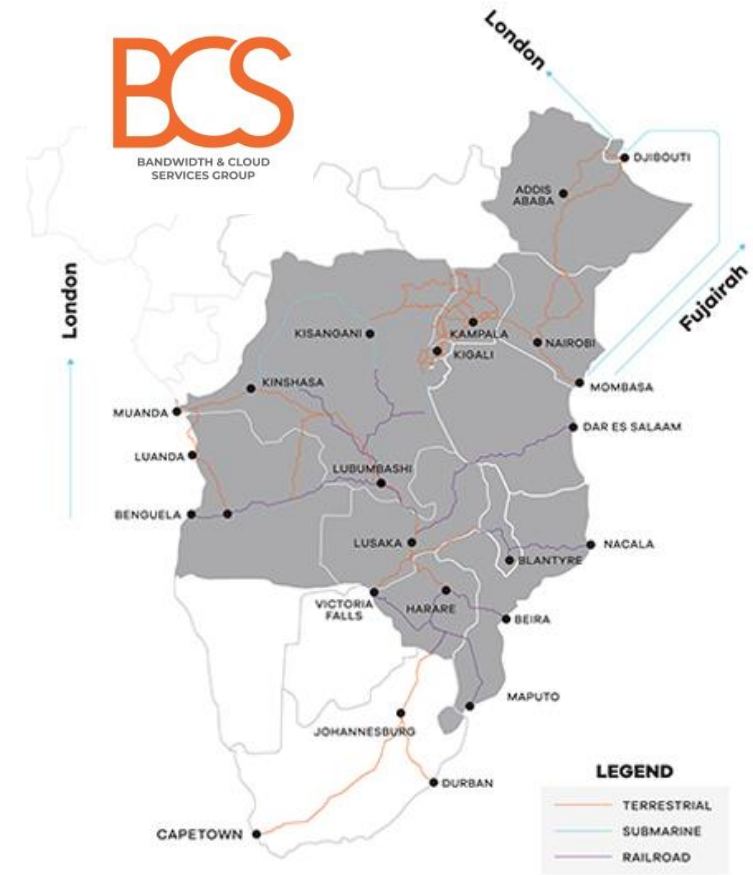 London
BCS
BANDWIDTH & CLOUD
SERVICES GROUP
DJIBOUTI
ADDIS
ABABA
London
Fujairah
KISANGANI
KAMPALA
NAIROBI
KIGALI
KINSHASA
MOMBASA
MUANDA
DAR ES SALAAM
LUANDA
LUBUMBASHI
BENGUELA
LUSAKA
NACALA
BLANTYRE
VICTORIA
FALLS
HARARE
BEIRA
MAPUTO
JOHANNESBURG
LEGEND
DURBAN
TERRESTRIAL
SUBMARINE
CAPETOWN
RAILROAD